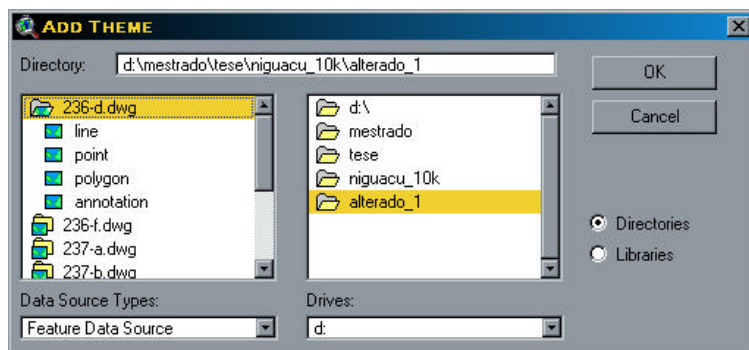 ADD THEME
Directory: d:\mestrado\tese\niguacu_10k\alterado_1
OK
Cancel
236-d.dwg
line
point
polygon
annotation
236-f.dwg
237-a.dwg
237-b.dwg
d:\
mestrado
tese
niguacu_10k
alterado_1
Directories
Libraries
Data Source Types:
Feature Data Source
Drives:
d: